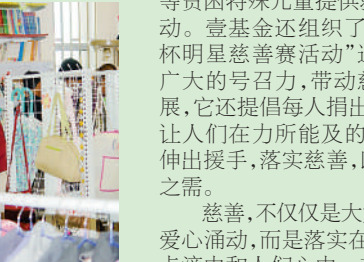 等贫困特殊儿童提供
动。壹基金还组织了
杯明星慈善赛活动”
广大的号召力,带动
展,它还提倡每人捐出
让人们在力所能及的
伸出援手,落实慈善,
之需。
慈善,不仅仅是大
爱心涌动,而是落实在